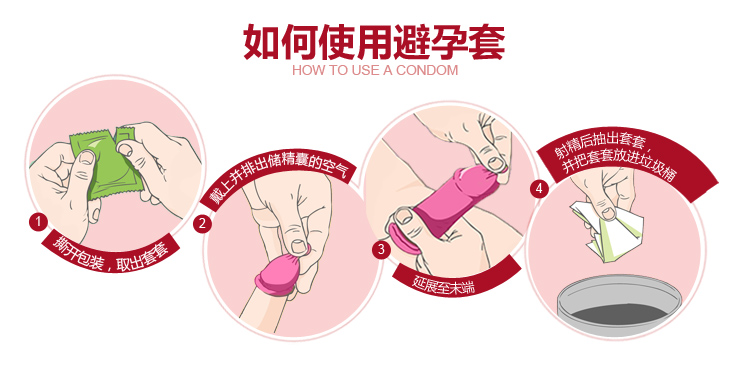 如何使用避孕套
HOW TO USE A CONDOM
1
撕开包装，取出套套
2
戴上并排出储精囊的空气
3
延展至末端
4
射精后抽出套套，
并把套套放进垃圾桶